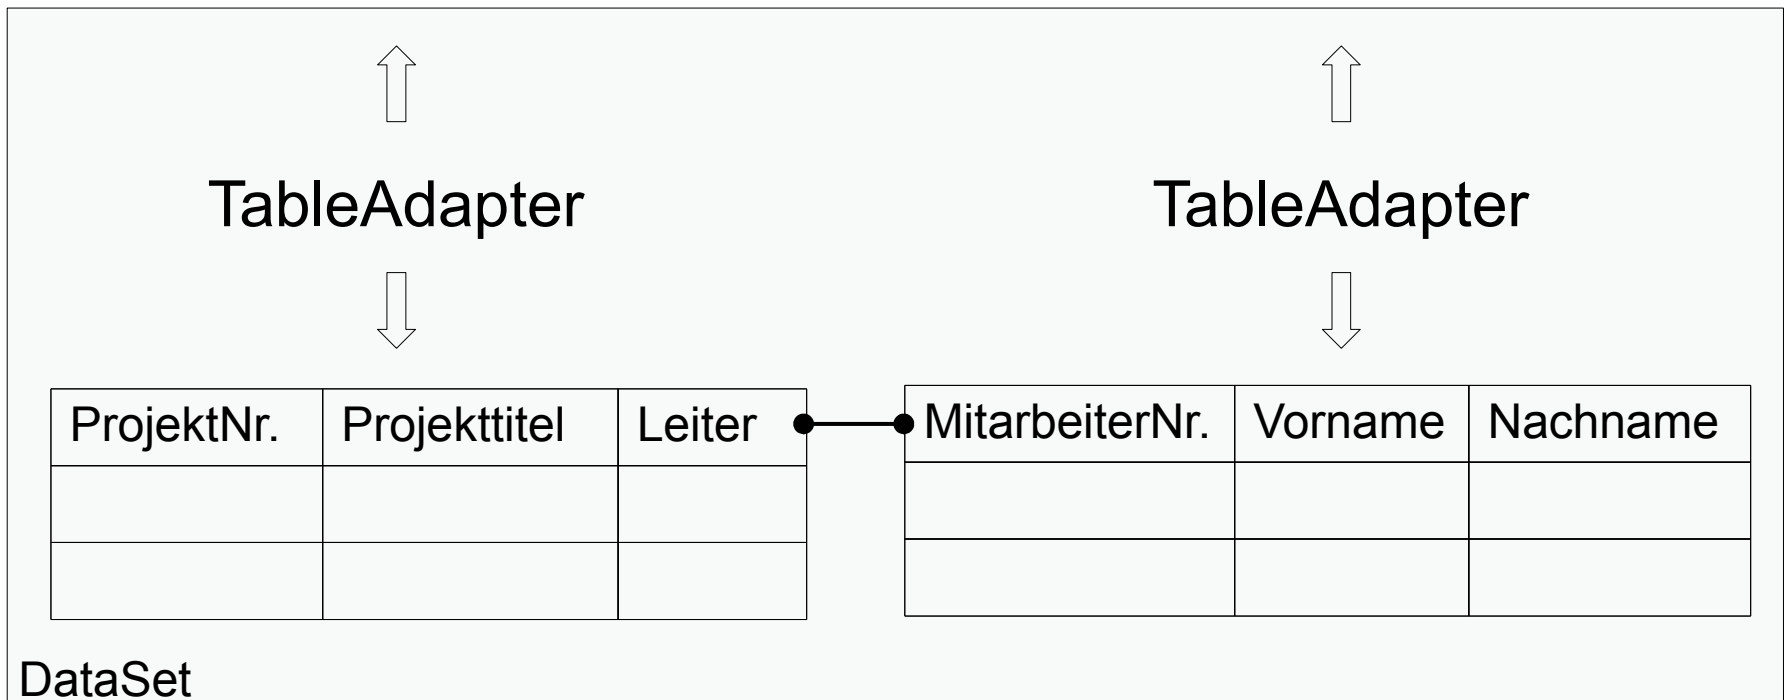 TableAdapter TableAdapter
ProjektNr. Projekttitel Leiter MitarbeiterNr. Vorname Nachname
DataSet